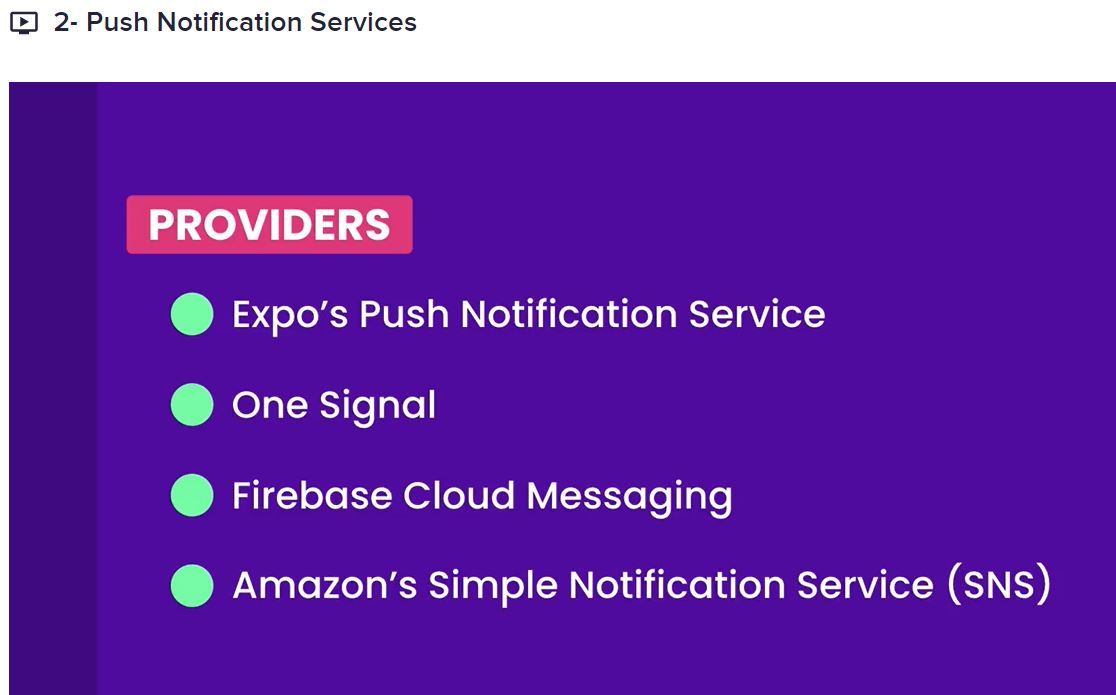 2- Push Notification Services
PROVIDERS
Expo’s Push Notification Service
One Signal
Firebase Cloud Messaging
Amazon’s Simple Notification Service (SNS)